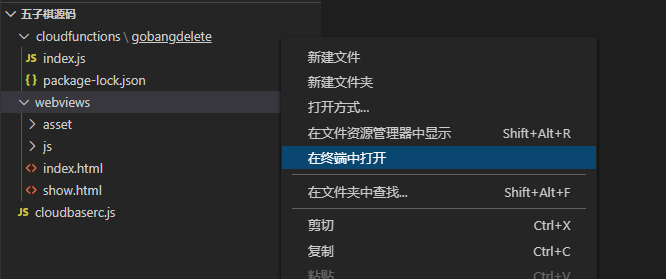 五子棋源码
cloudfunctions \ gobangdelete
JS index.js
{ } package-lock.json
webviews
asset
js
<> index.html
<> show.html
JS cloudbaserc.js
新建文件
新建文件夹
打开方式...
在文件资源管理器中显示 Shift+Alt+R
在终端中打开
在文件夹中查找... Shift+Alt+F
剪切 Ctrl+X
复制 Ctrl+C
粘贴 Ctrl+V